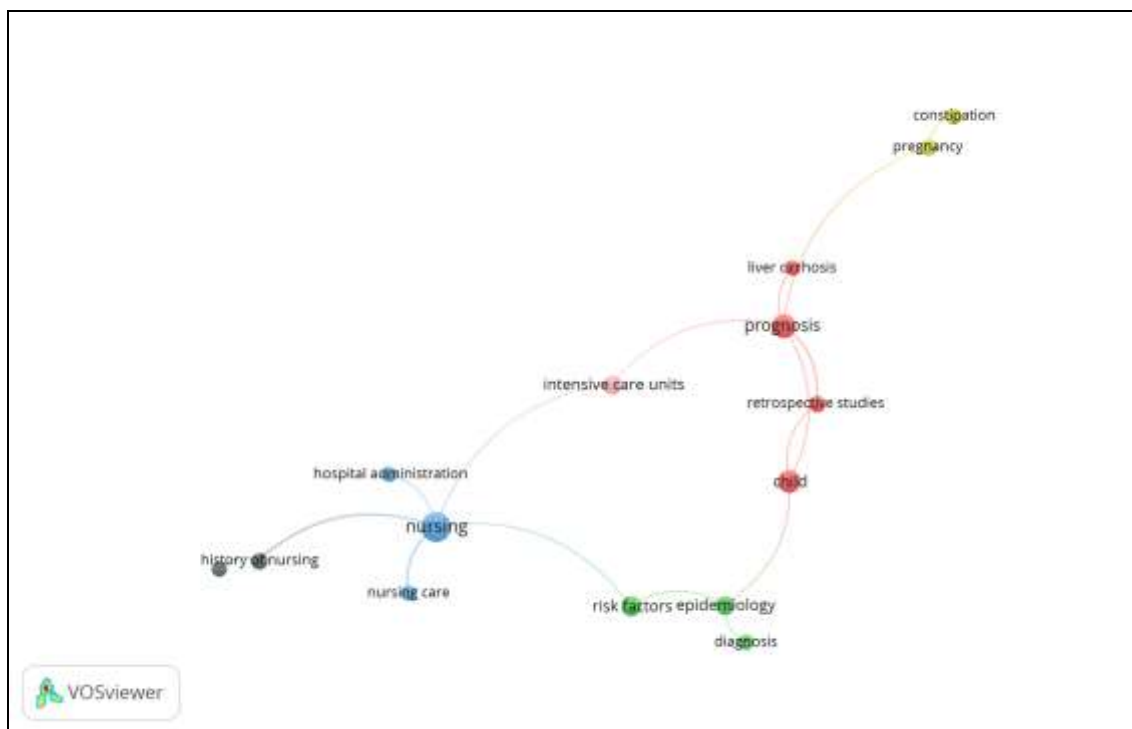 constipation
pregnancy
liver cirrhosis
prognosis
intensive care units
retrospective studies
hospital administration
child
nursing
history of nursing
nursing care
risk factors
epidemiology
diagnosis
VOSviewer